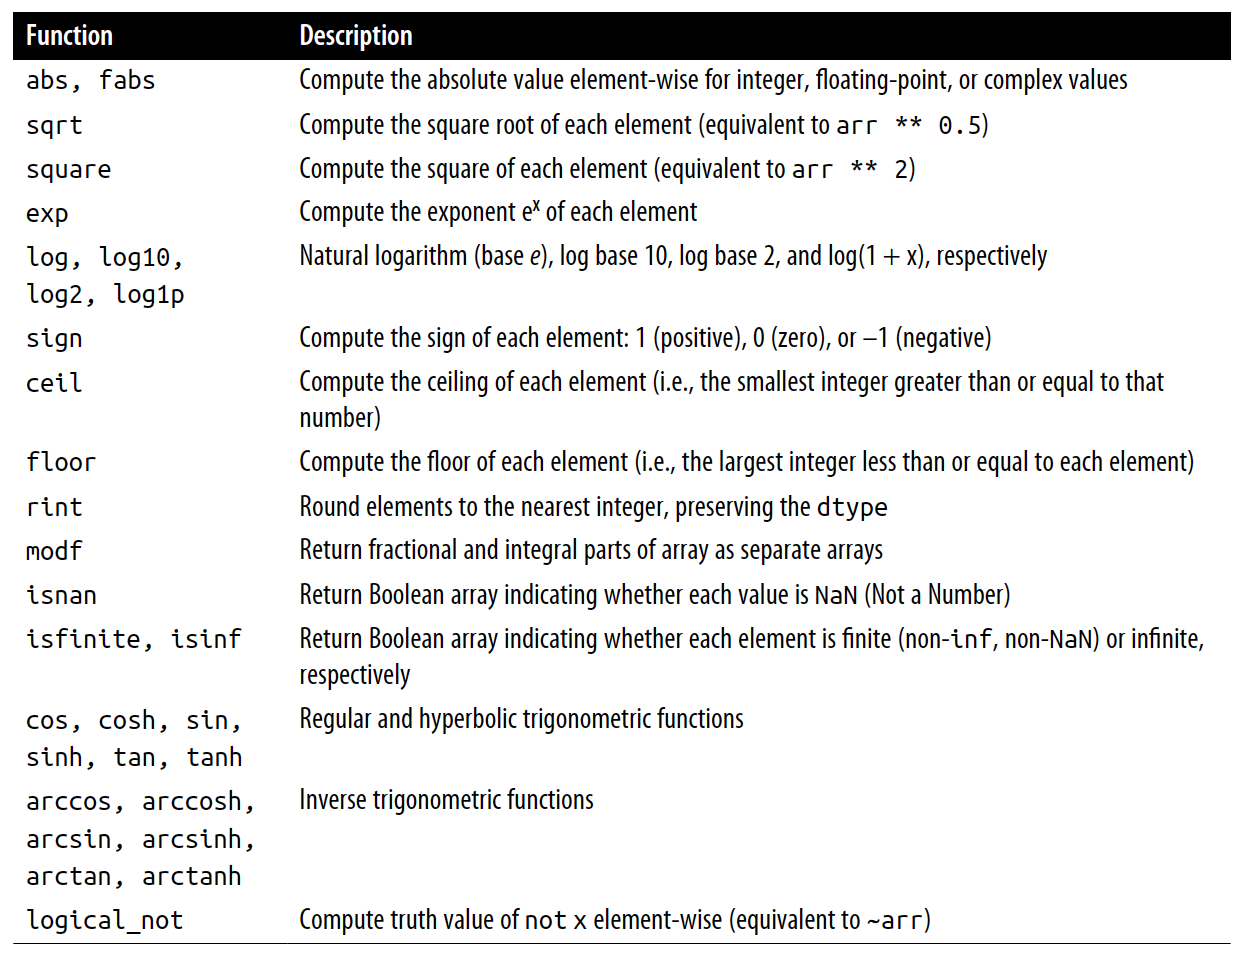 Function Description
abs, fabs Compute the absolute value element-wise for integer, floating-point, or complex values
sqrt Compute the square root of each element (equivalent to arr ** 0.5)
square Compute the square of each element (equivalent to arr ** 2)
exp Compute the exponent eˣ of each element
log, log10, Natural logarithm (base e), log base 10, log base 2, and log(1 + x), respectively
log2, log1p
sign Compute the sign of each element: 1 (positive), 0 (zero), or –1 (negative)
ceil Compute the ceiling of each element (i.e., the smallest integer greater than or equal to that
number)
floor Compute the floor of each element (i.e., the largest integer less than or equal to each element)
rint Round elements to the nearest integer, preserving the dtype
modf Return fractional and integral parts of array as separate arrays
isnan Return Boolean array indicating whether each value is NaN (Not a Number)
isfinite, isinf Return Boolean array indicating whether each element is finite (non-inf, non-NaN) or infinite,
respectively
cos, cosh, sin, Regular and hyperbolic trigonometric functions
sinh, tan, tanh
arccos, arccosh, Inverse trigonometric functions
arcsin, arcsinh,
arctan, arctanh
logical_not Compute truth value of not x element-wise (equivalent to ~arr)